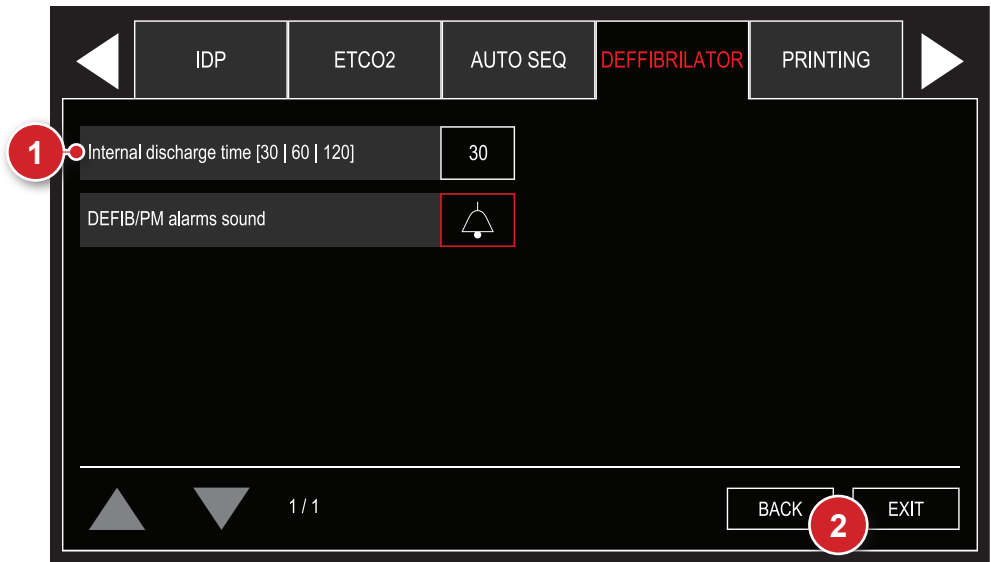 IDP
ETCO2
AUTO SEQ
DEFFIBRILATOR
PRINTING
1
Internal discharge time [30 | 60 | 120]
30
DEFIB/PM alarms sound
1 / 1
BACK
2
EXIT